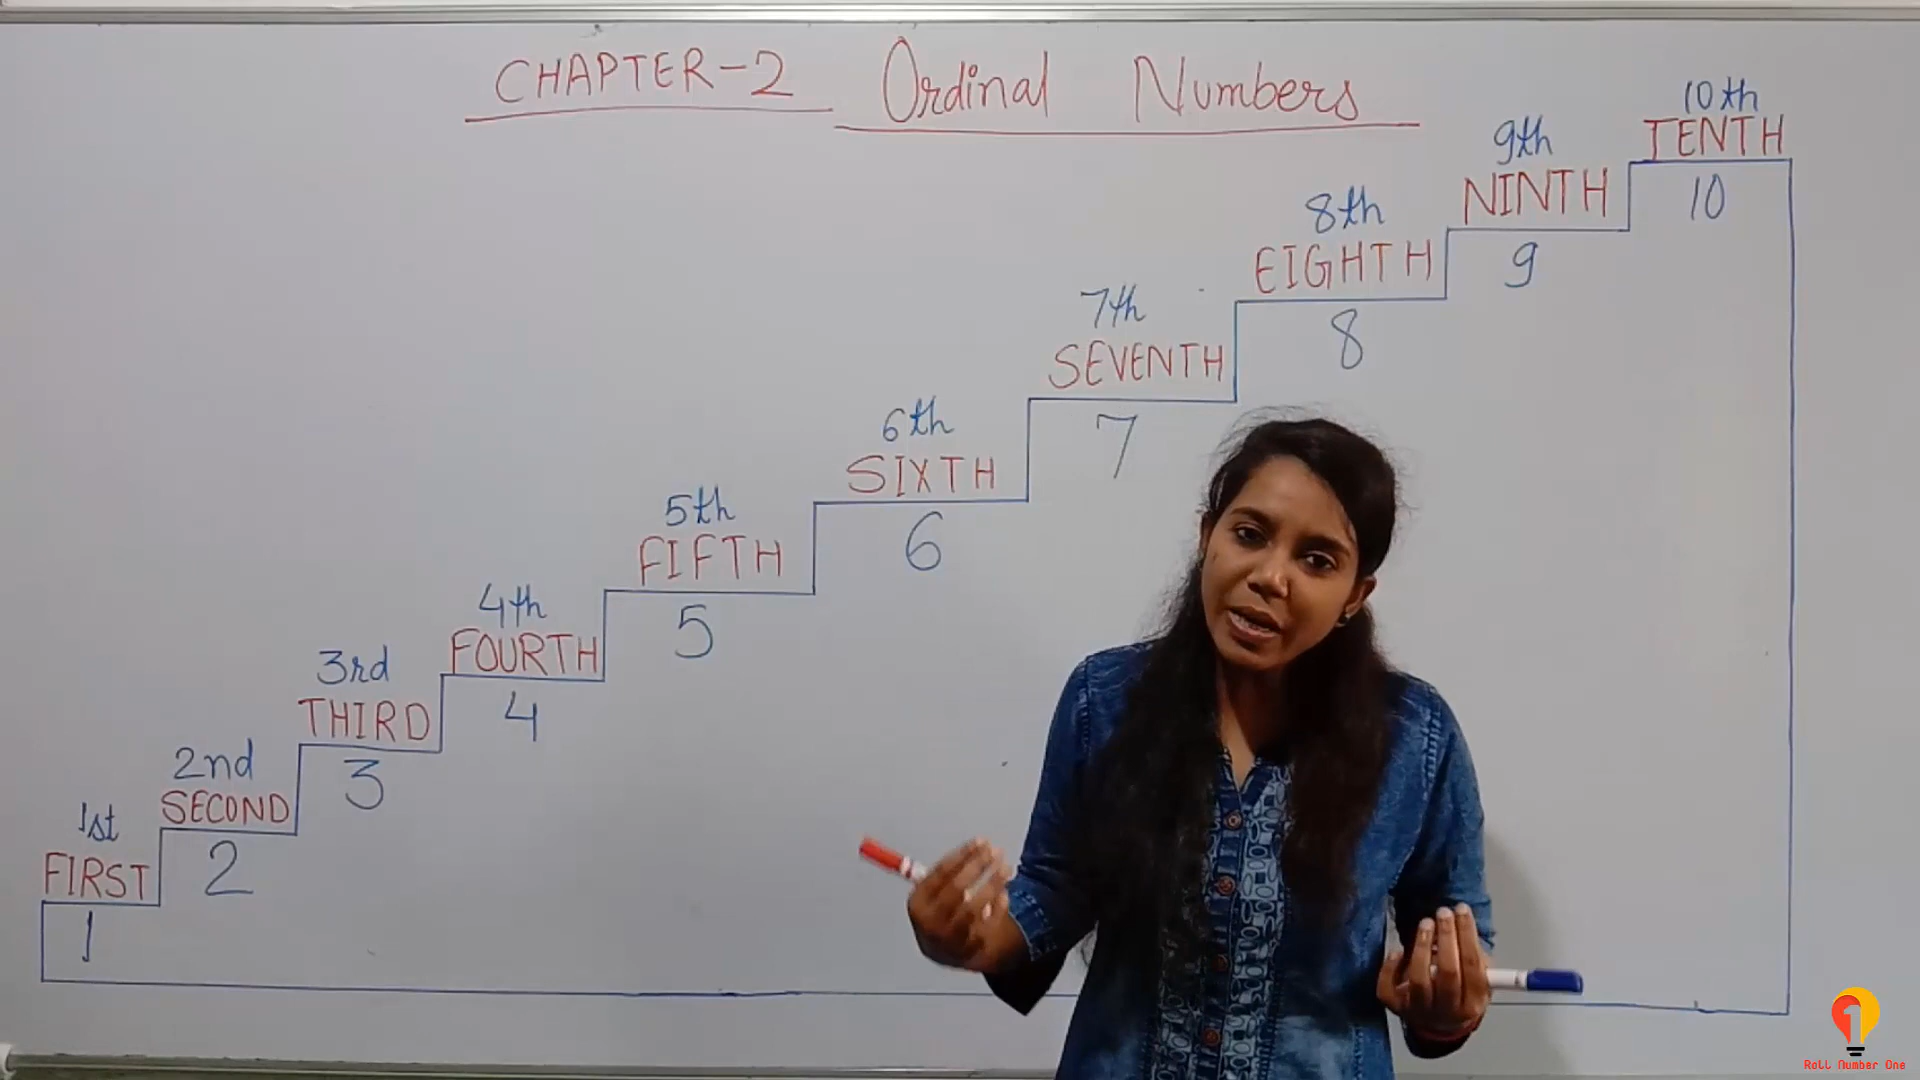 CHAPTER-2 Ordinal Numbers
1st
FIRST
1
2nd
SECOND
2
3rd
THIRD
3
4th
FOURTH
4
5th
FIFTH
5
6th
SIXTH
6
7th
SEVENTH
7
8th
EIGHTH
8
9th
NINTH
9
10th
TENTH
10
1
Roll Number One